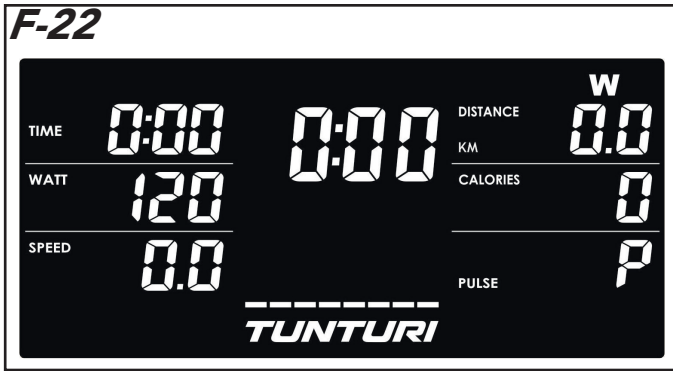 F-22
W
TIME 0:00 0:00 DISTANCE 0.0
KM
WATT 120 CALORIES 0
SPEED 0.0 PULSE P
TUNTURI